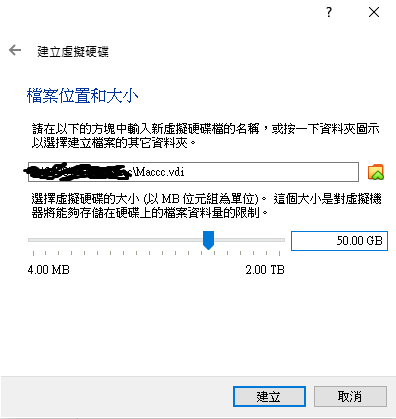 ?
建立虛擬硬碟
檔案位置和大小
請在以下的方塊中輸入新虛擬硬碟檔的名稱，或按一下資料夾圖示
以選擇建立檔案的其它資料夾。
\Maccc.vdi
選擇虛擬硬碟的大小 (以 MB 位元組為單位)。 這個大小是對虛擬機
器將能夠存儲在硬碟上的檔案資料量的限制。
50.00 GB
4.00 MB
2.00 TB
建立
取消